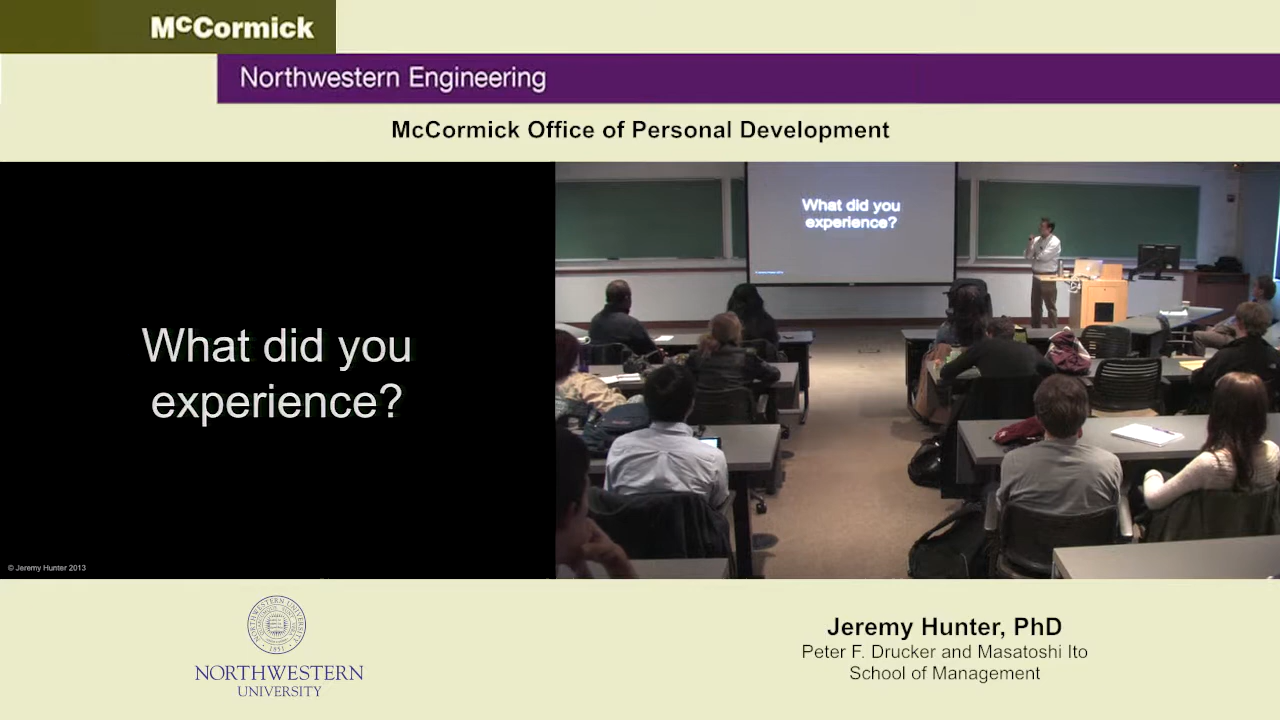 McCormick
Northwestern Engineering
McCormick Office of Personal Development
What did you
experience?
© Jeremy Hunter 2013
What did you
experience?
NORTHWESTERN
UNIVERSITY
Jeremy Hunter, PhD
Peter F. Drucker and Masatoshi Ito
School of Management